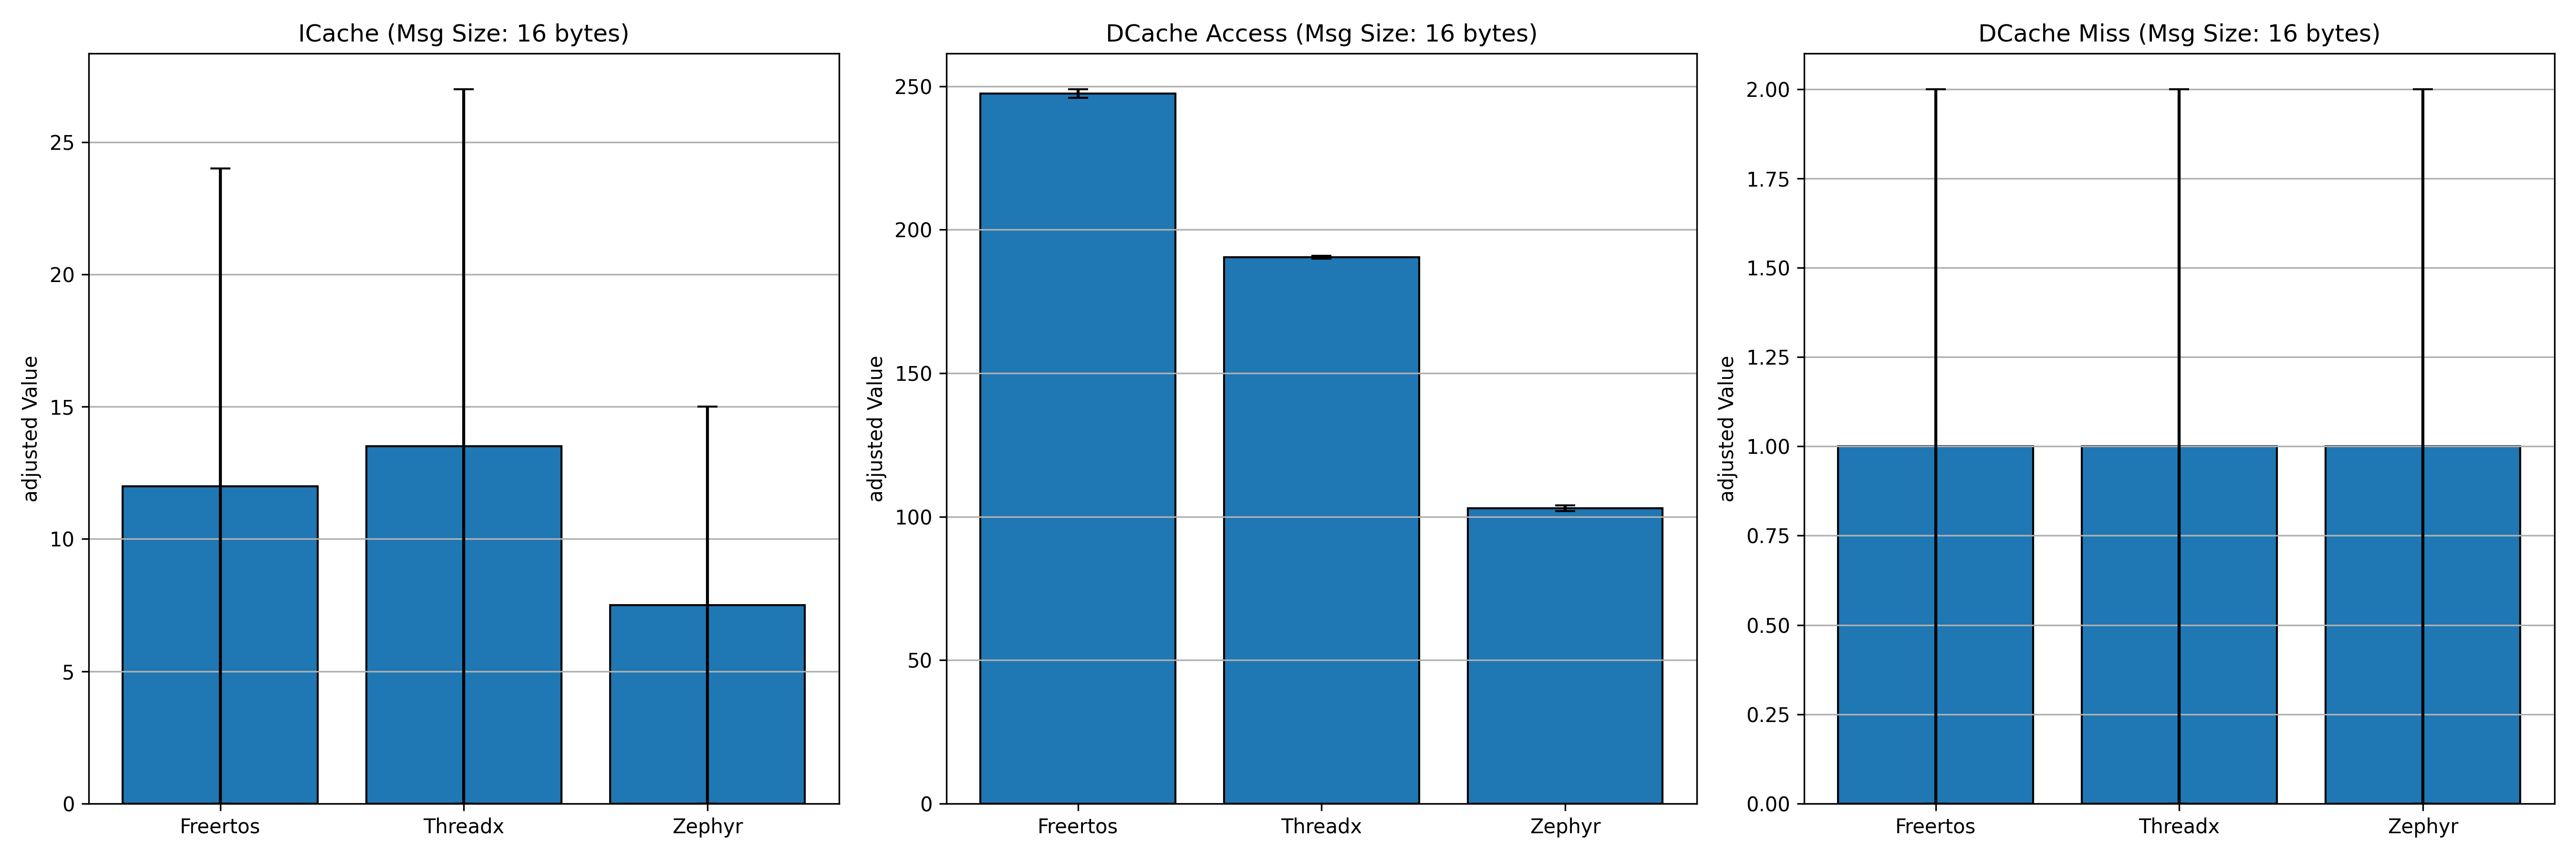 ICache (Msg Size: 16 bytes)
adjusted Value
25
20
15
10
5
0
Freertos Threadx Zephyr
DCache Access (Msg Size: 16 bytes)
adjusted Value
250
200
150
100
50
0
Freertos Threadx Zephyr
DCache Miss (Msg Size: 16 bytes)
adjusted Value
2.00
1.75
1.50
1.25
1.00
0.75
0.50
0.25
0.00
Freertos Threadx Zephyr